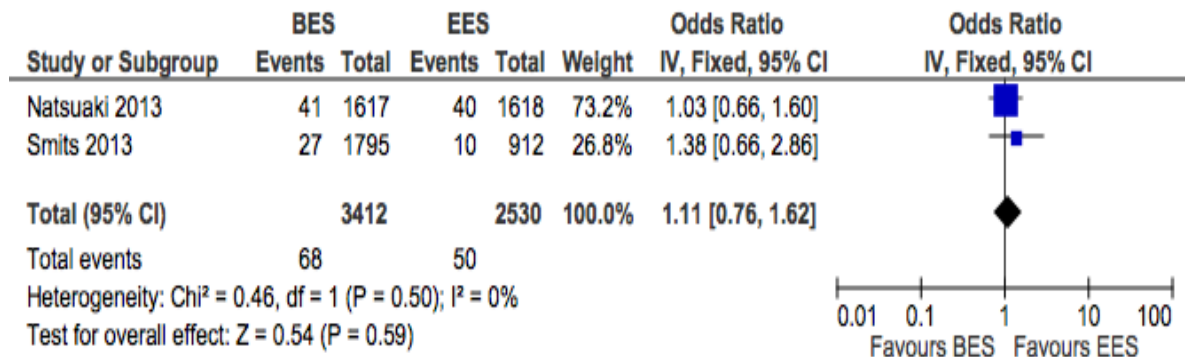 BES EES Odds Ratio Odds Ratio
Study or Subgroup Events Total Events Total Weight IV, Fixed, 95% CI IV, Fixed, 95% CI
Natsuaki 2013 41 1617 40 1618 73.2% 1.03 [0.66, 1.60]
Smits 2013 27 1795 10 912 26.8% 1.38 [0.66, 2.86]
Total (95% CI) 3412 2530 100.0% 1.11 [0.76, 1.62]
Total events 68 50
Heterogeneity: Chi² = 0.46, df = 1 (P = 0.50); I² = 0%
Test for overall effect: Z = 0.54 (P = 0.59)
0.01 0.1 1 10 100
Favours BES Favours EES